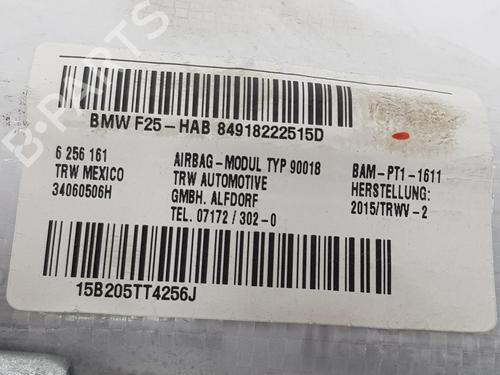 BMW F25-HAB 84918222515D
6 256 161
TRW MEXICO
34060506H
AIRBAG-MODUL TYP 90018
TRW AUTOMOTIVE
GMBH. ALFDORF
TEL. 07172 / 302-0
BAM-PT1-1611
HERSTELLUNG:
2015/TRWV-2
15B205TT4256J
B-PARTS